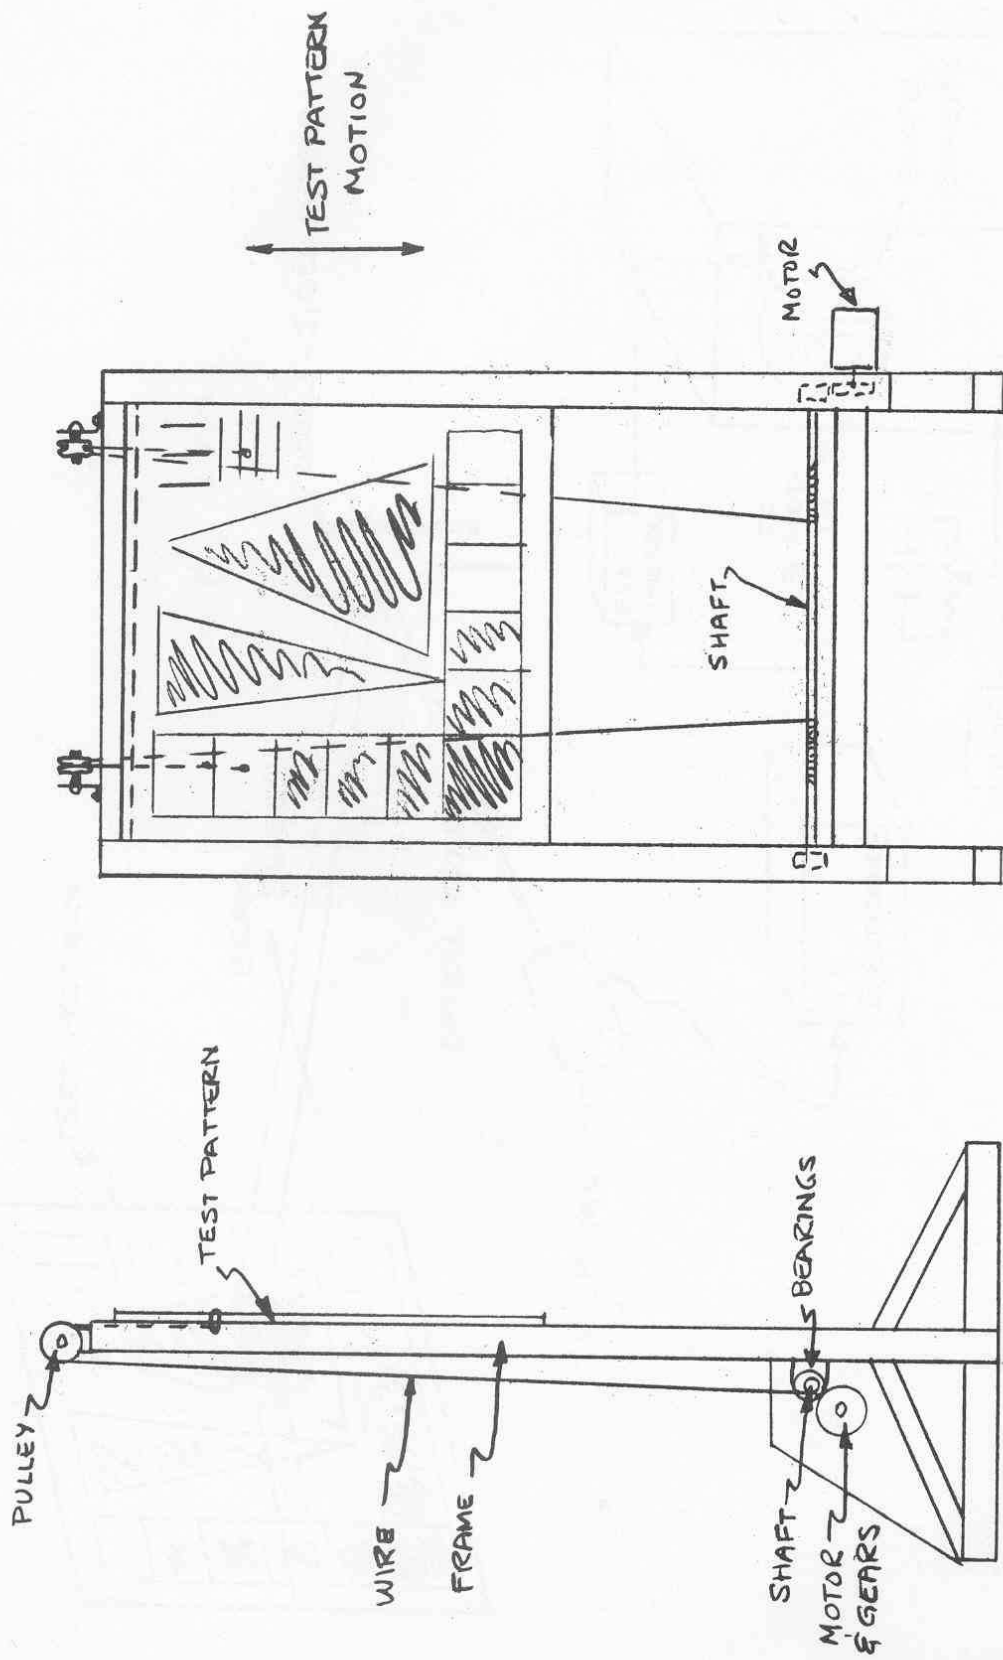 TEST PATTERN
MOTION
MOTOR
SHAFT
PULLEY
TEST PATTERN
WIRE
FRAME
BEARINGS
SHAFT
MOTOR
& GEARS